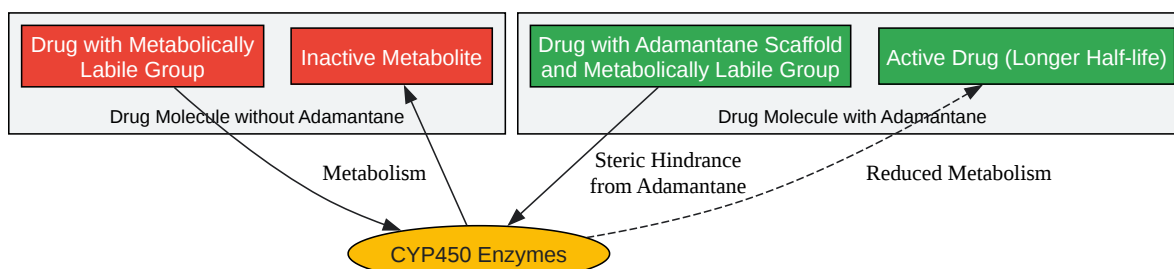 Drug with Metabolically
Labile Group
Inactive Metabolite
Drug Molecule without Adamantane
Drug with Adamantane Scaffold
and Metabolically Labile Group
Active Drug (Longer Half-life)
Drug Molecule with Adamantane
Metabolism
Steric Hindrance
from Adamantane
Reduced Metabolism
CYP450 Enzymes